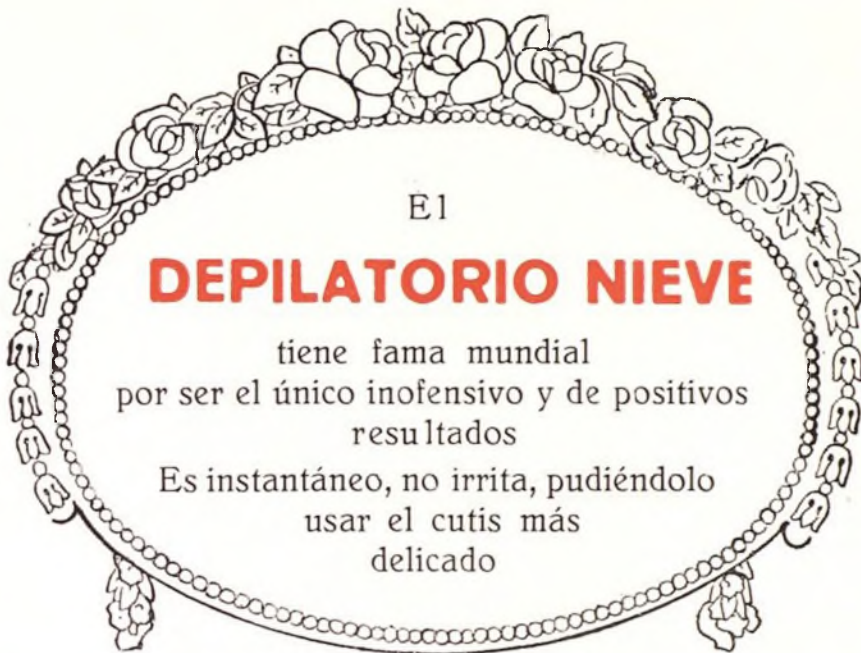 El
DEPILATORIO NIEVE
tiene fama mundial
por ser el único inofensivo y de positivos
resultados
Es instantáneo, no irrita, pudiéndolo
usar el cutis más
delicado